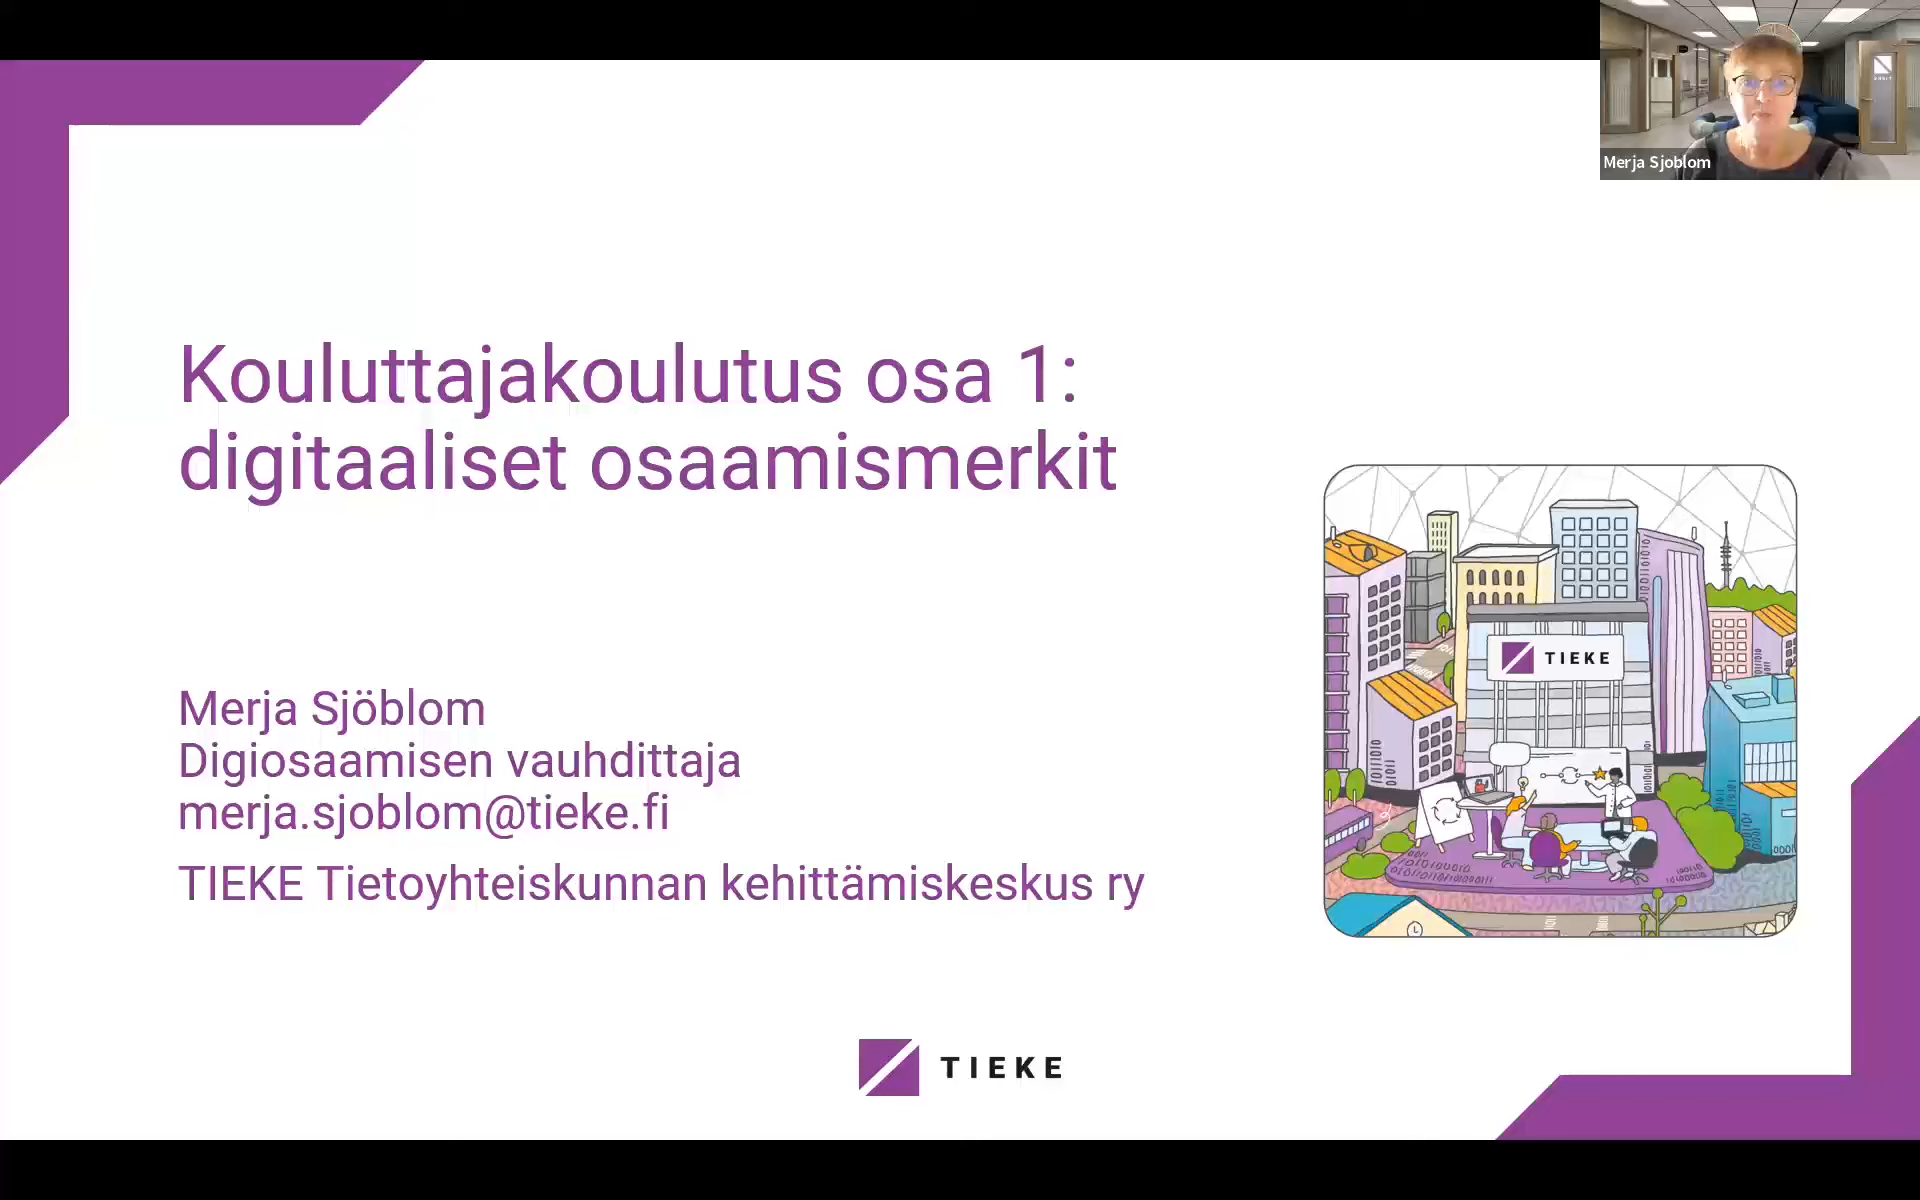 Merja Sjoblom
Kouluttajakoulutus osa 1:
digitaaliset osaamismerkit
Merja Sjöblom
Digiosaamisen vauhdittaja
merja.sjoblom@tieke.fi
TIEKE Tietoyhteiskunnan kehittämiskeskus ry
TIEKE
TIEKE